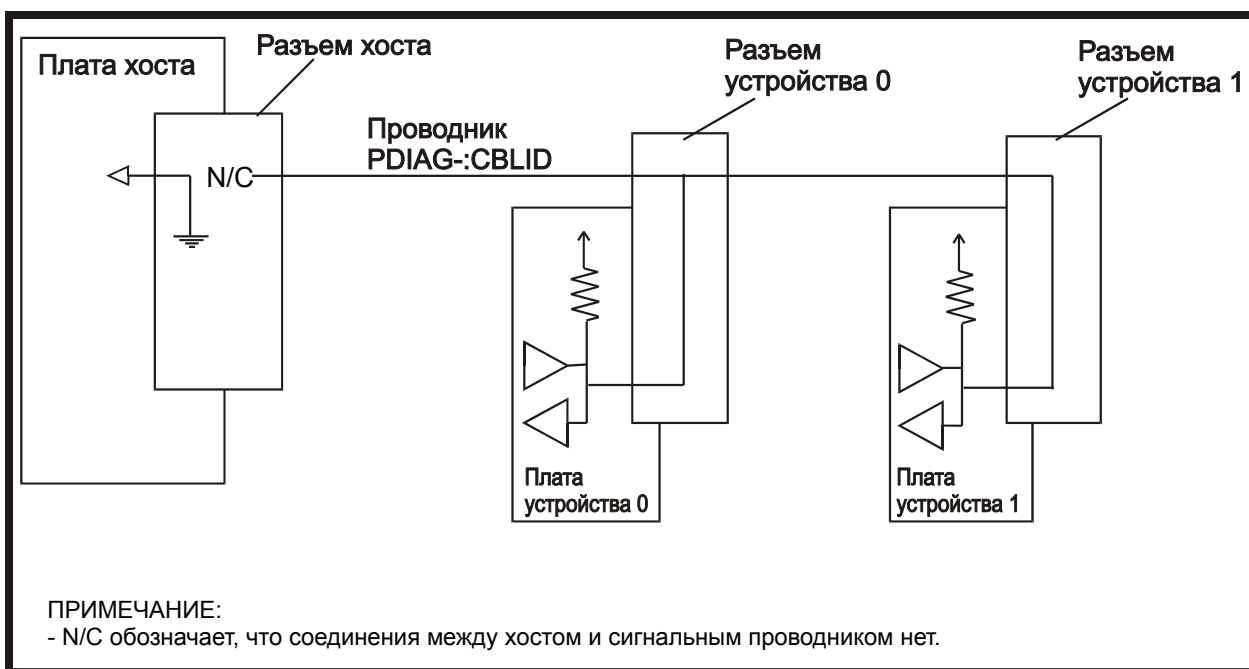 Плата хоста
Разъем хоста
Разъем
устройства 0
Разъем
устройства 1
Проводник
PDIAG-:CBLID
N/C
Плата
устройства 0
Плата
устройства 1
ПРИМЕЧАНИЕ:
- N/C обозначает, что соединения между хостом и сигнальным проводником нет.